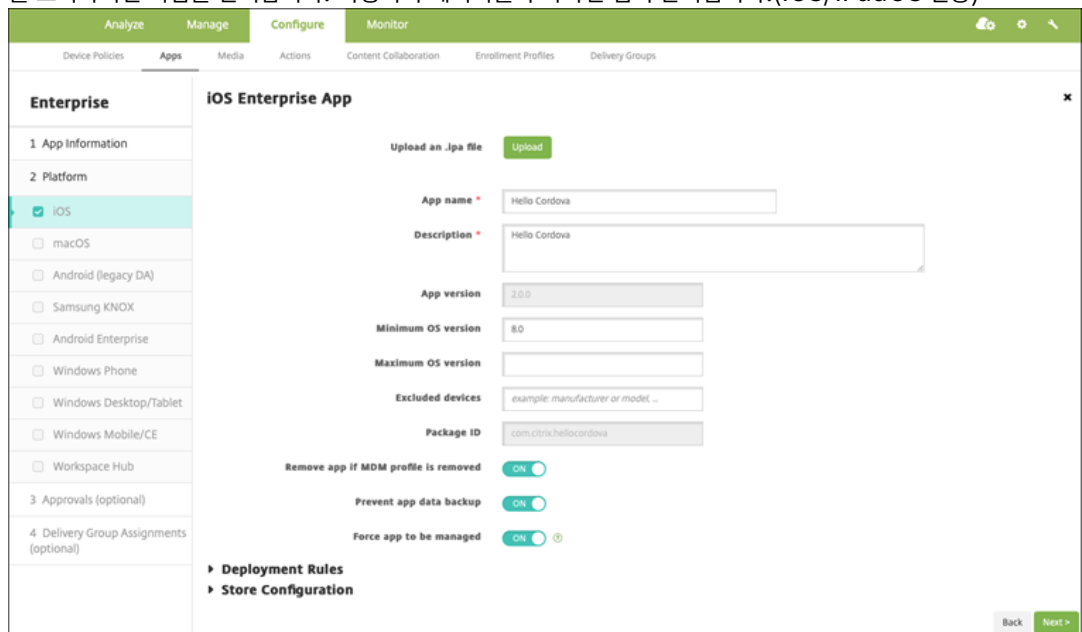 Analyze Manage Configure Monitor
Device Policies Apps Media Actions Content Collaboration Enrollment Profiles Delivery Groups
Enterprise
1 App Information
2 Platform
iOS
macOS
Android (legacy DA)
Samsung KNOX
Android Enterprise
Windows Phone
Windows Desktop/Tablet
Windows Mobile/CE
Workspace Hub
3 Approvals (optional)
4 Delivery Group Assignments
(optional)
iOS Enterprise App
Upload an .ipa file Upload
App name * Hello Cordova
Description * Hello Cordova
App version 2.0.0
Minimum OS version 8.0
Maximum OS version
Excluded devices example: manufacturer or model, ..
Package ID com.citrix.hellocordova
Remove app if MDM profile is removed ON
Prevent app data backup ON
Force app to be managed ON
Deployment Rules
Store Configuration
Back Next >